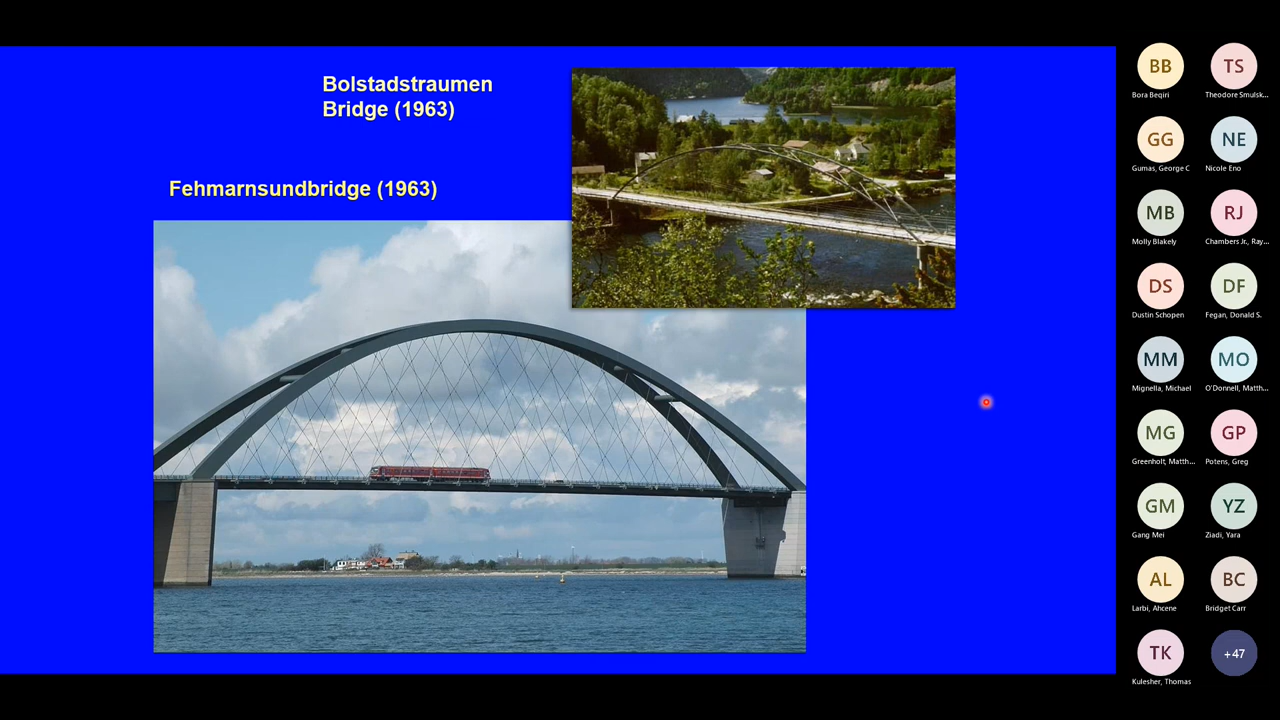 Bolstadstraumen
Bridge (1963)
Fehmarnsundbridge (1963)
BB
TS
Bora Beqiri
Theodore Smulsk...
GG
NE
Gumas, George C
Nicole Eno
MB
RJ
Molly Blakely
Chambers Jr., Ray...
DS
DF
Dustin Schopen
Fegan, Donald S.
MM
MO
Mignella, Michael
O'Donnell, Matth...
MG
GP
Greenholt, Matth...
Potens, Greg
GM
YZ
Gang Mei
Ziadi, Yara
AL
BC
Larbi, Ahcene
Bridget Carr
TK
+47
Kulesher, Thomas